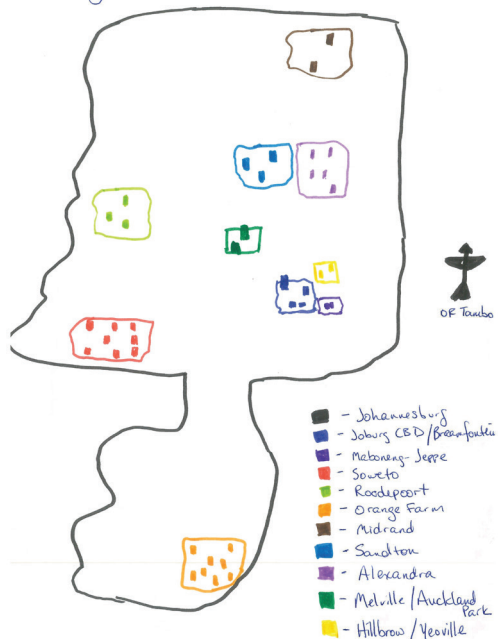 OR Tambo
- Johannesburg
- Joburg CBD/Braamfontein
- Maboneng-Jeppe
- Soweto
- Roodepoort
- Orange Farm
- Midrand
- Sandton
- Alexandra
- Melville/Auckland
Park
- Hillbrow/Yeoville